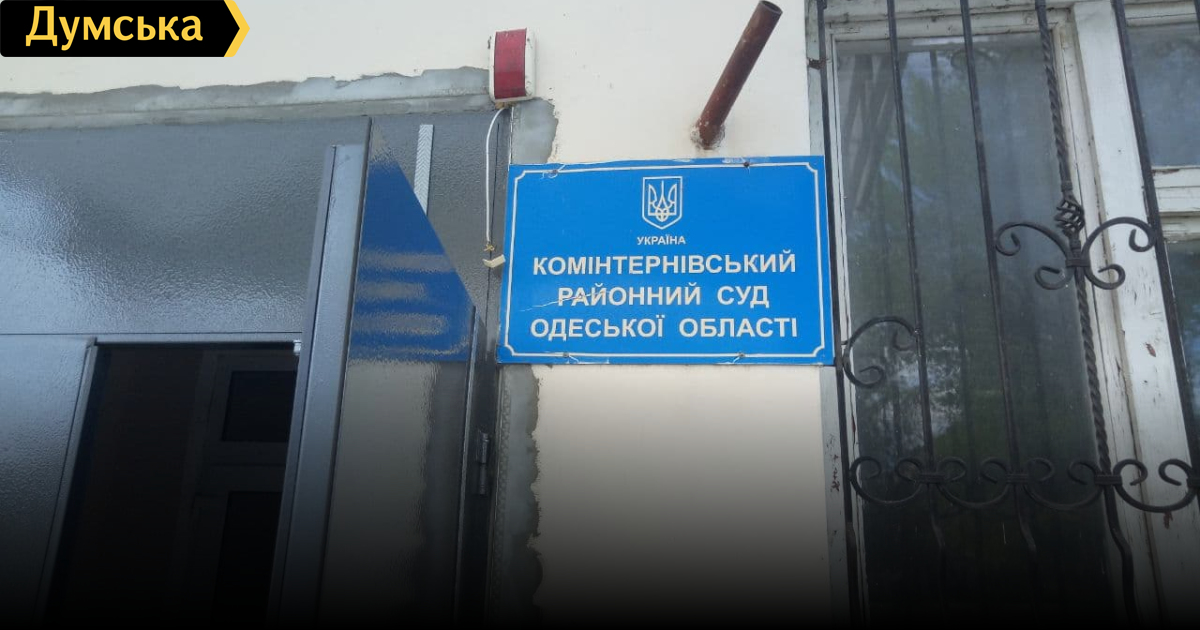 Думська
УКРАЇНА
КОМІНТЕРНІВСЬКИЙ
РАЙОННИЙ СУД
ОДЕСЬКОЇ ОБЛАСТІ